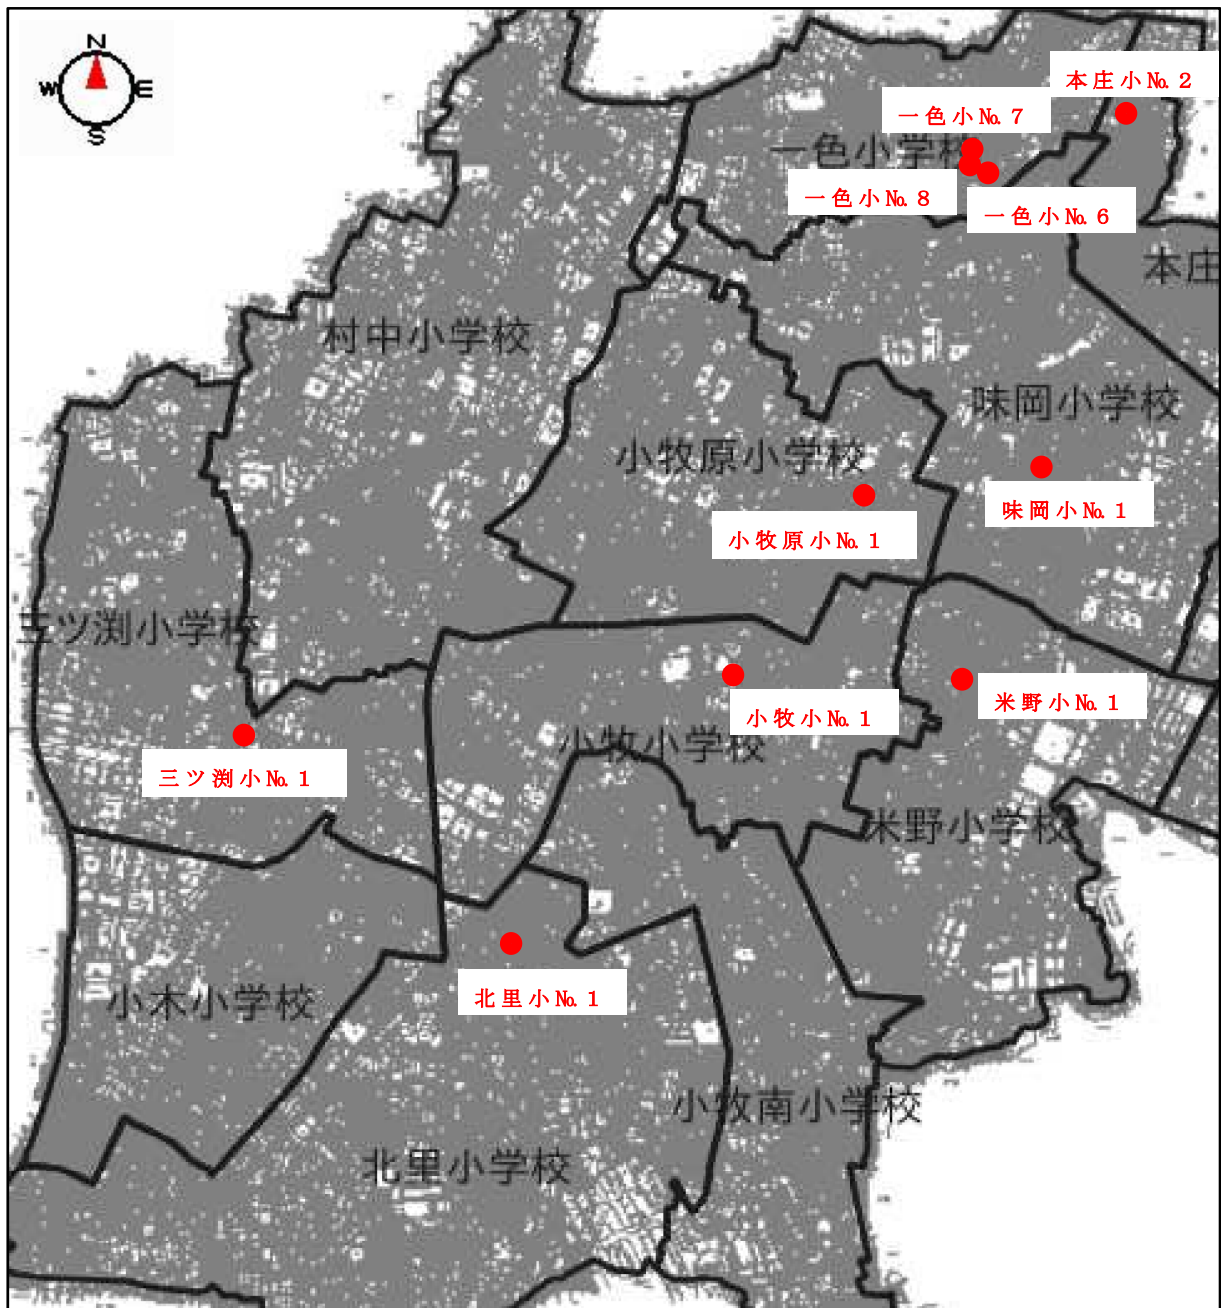 N
W
E
S
本庄小№2
一色小№7
一色小学校
一色小№8
一色小№6
本庄
村中小学校
味岡小学校
小牧原小学校
味岡小№1
小牧原小№1
三ツ渕小学校
米野小№1
小牧小№1
小牧小学校
三ツ渕小№1
米野小学校
北里小№1
小木小学校
小牧南小学校
北里小学校